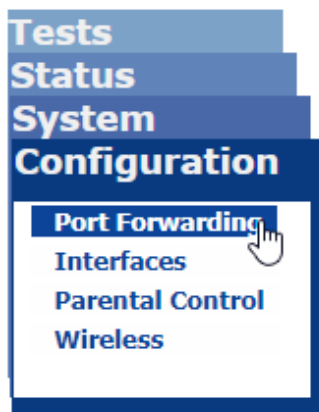 Tests
Status
System
Configuration
Port Forwarding
Interfaces
Parental Control
Wireless